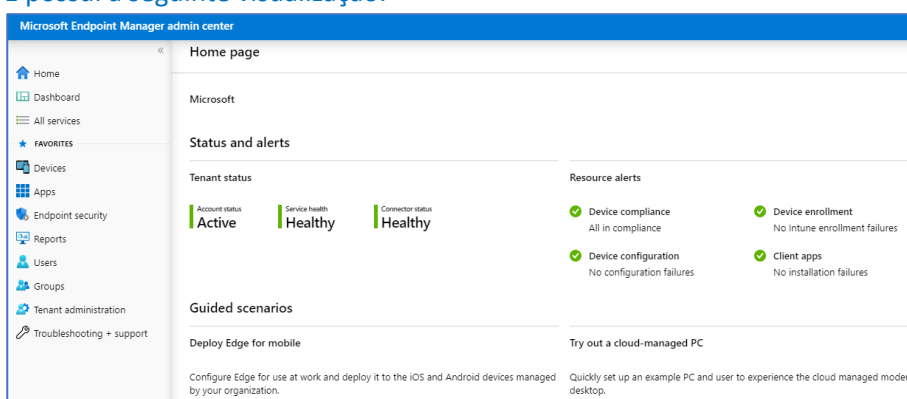 Microsoft Endpoint Manager admin center
«
Home page
Home
Dashboard
All services
FAVORITES
Devices
Apps
Endpoint security
Reports
Users
Groups
Tenant administration
Troubleshooting + support
Microsoft
Status and alerts
Tenant status
Account status
Active
Service health
Healthy
Connector status
Healthy
Resource alerts
Device compliance
All in compliance
Device enrollment
No Intune enrollment failures
Device configuration
No configuration failures
Client apps
No installation failures
Guided scenarios
Deploy Edge for mobile
Configure Edge for use at work and deploy it to the iOS and Android devices managed
by your organization.
Try out a cloud-managed PC
Quickly set up an example PC and user to experience the cloud managed moder
desktop.